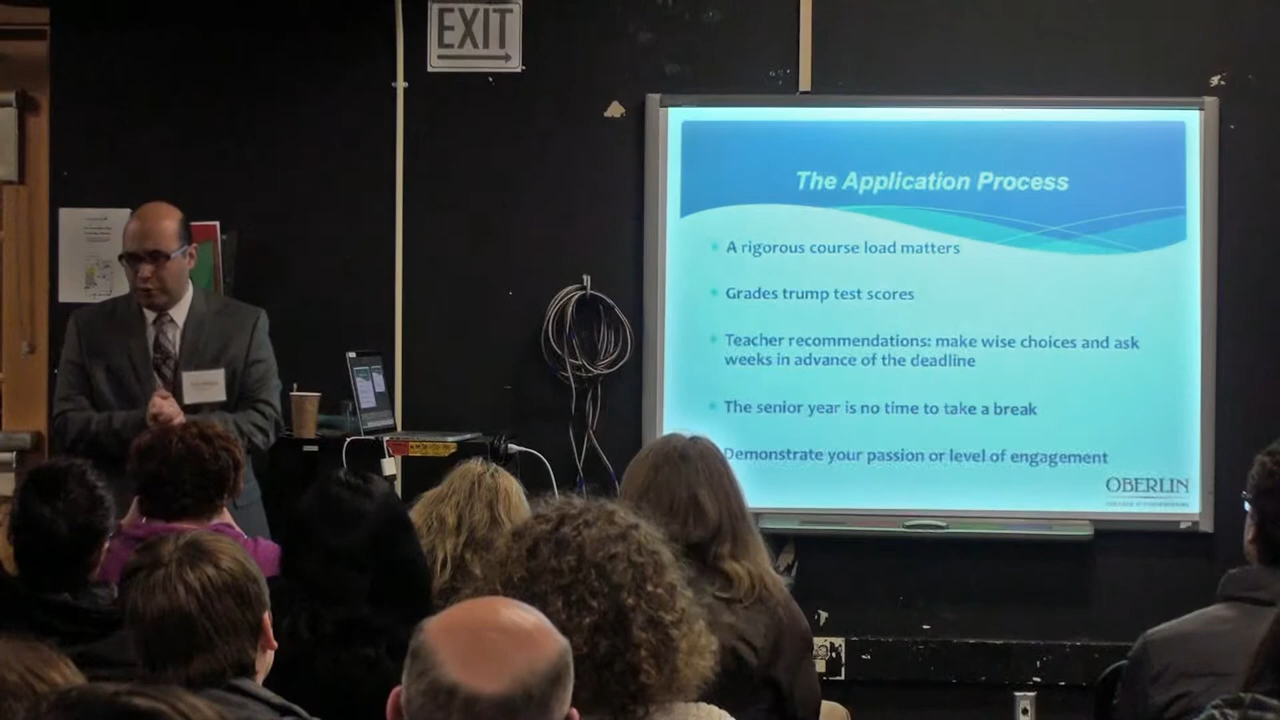 EXIT
The Application Process
A rigorous course load matters
Grades trump test scores
Teacher recommendations: make wise choices and ask
weeks in advance of the deadline
The senior year is no time to take a break
Demonstrate your passion or level of engagement
OBERLIN